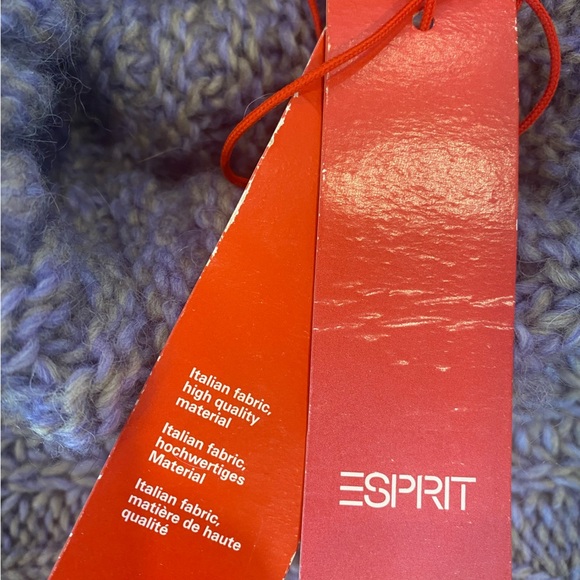 Italian fabric,
high quality
material
Italian fabric,
hochwertiges
Material
Italian fabric,
matière de haute
qualité
ESPRIT